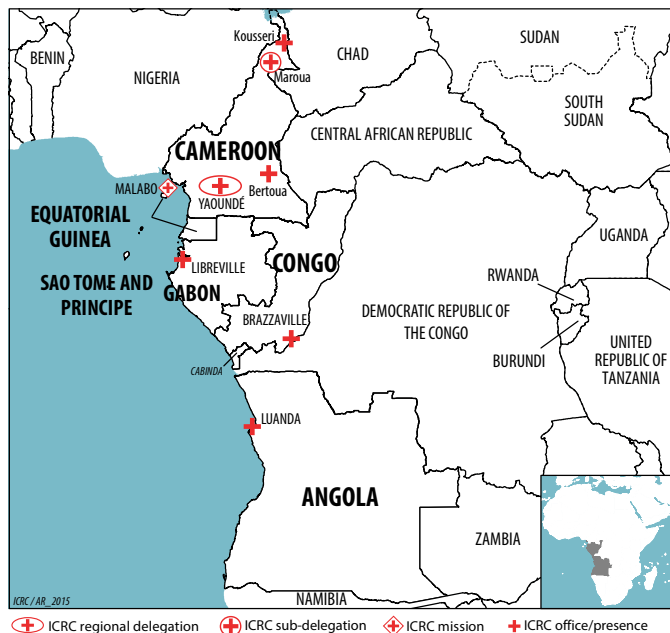 Kousseri
SUDAN
BENIN
CHAD
NIGERIA
Maroua
SOUTH
SUDAN
CENTRAL AFRICAN REPUBLIC
CAMEROON
MALABO
Bertoua
YAOUNDÉ
EQUATORIAL
GUINEA
UGANDA
CONGO
LIBREVILLE
RWANDA
SAO TOME AND
PRINCIPE
GABON
DEMOCRATIC REPUBLIC OF
THE CONGO
BRAZZAVILLE
BURUNDI
UNITED
REPUBLIC OF
TANZANIA
CABINDA
LUANDA
ANGOLA
ZAMBIA
NAMIBIA
ICRC / AR_2015
ICRC regional delegation
ICRC sub-delegation
ICRC mission
ICRC office/presence